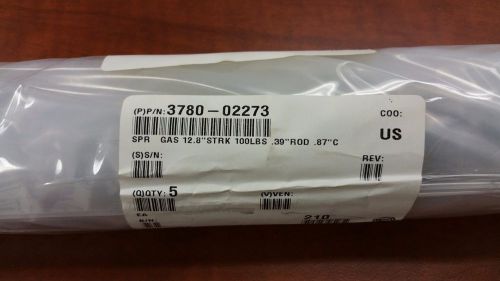 (P)P/N: 3780-02273
COO:
US
SPR GAS 12.8"STRK 100LBS .39"ROD .87"C
(S)S/N:
REV:
(Q)QTY: 5
(V)VEN:
EA
210